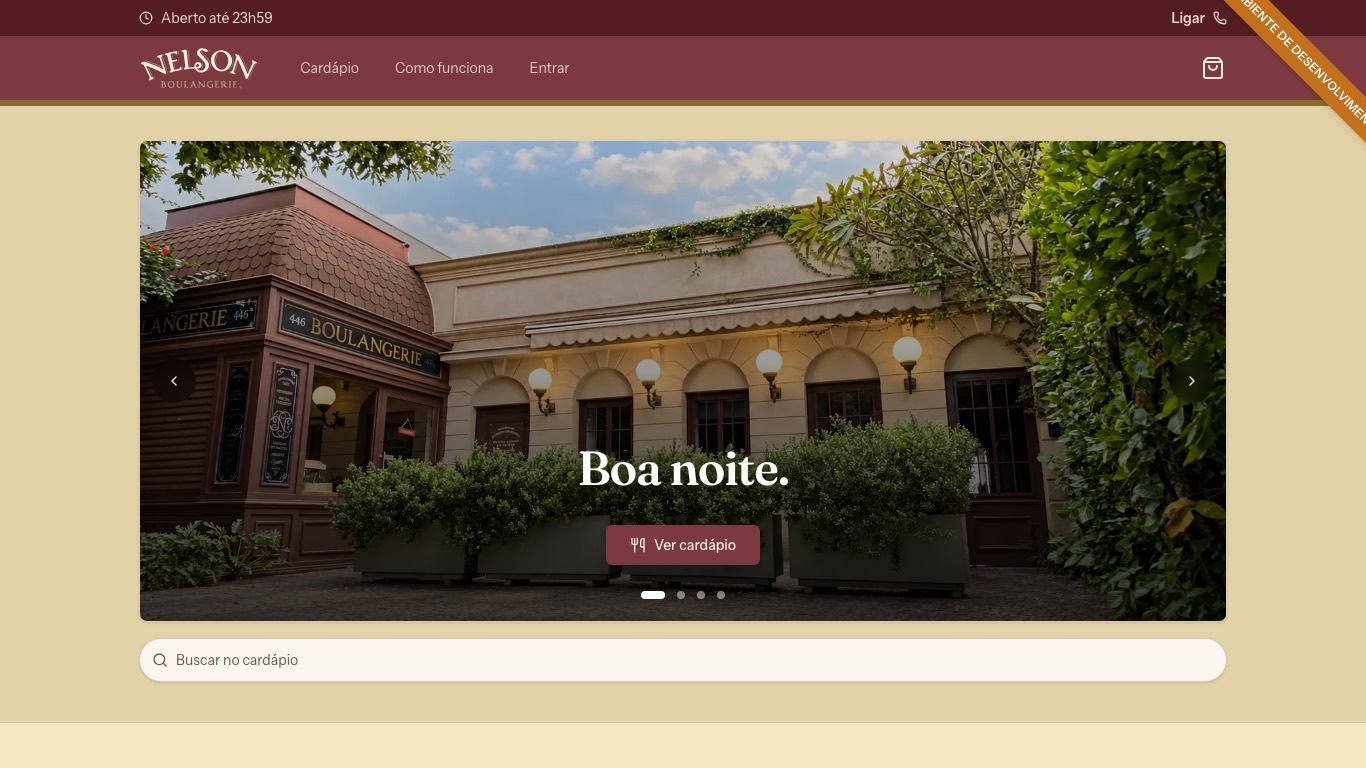 Aberto até 23h59
Ligar
NELSON
BOULANGERIE
Cardápio
Como funciona
Entrar
BIENTE DE DESENVOLVIMEN
LANGERIE 446
446 BOULANGERIE
Boa noite.
Ver cardápio
Buscar no cardápio